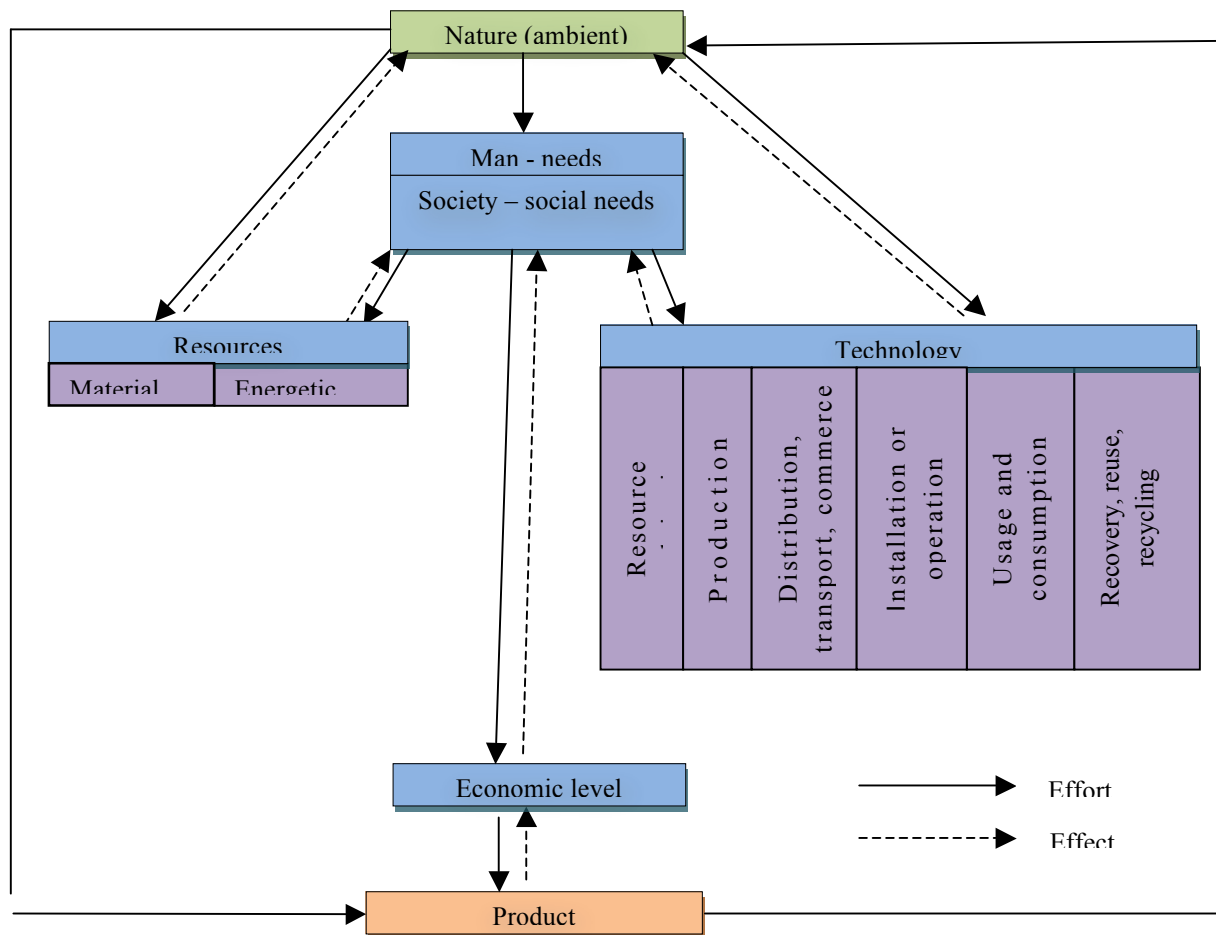 Nature (ambient)
Man - needs
Society – social needs
Resources
Material
Energetic
Technology
Resource
Production
Distribution,
transport, commerce
Installation or
operation
Usage and
consumption
Recovery, reuse,
recycling
Economic level
Effort
Effect
Product